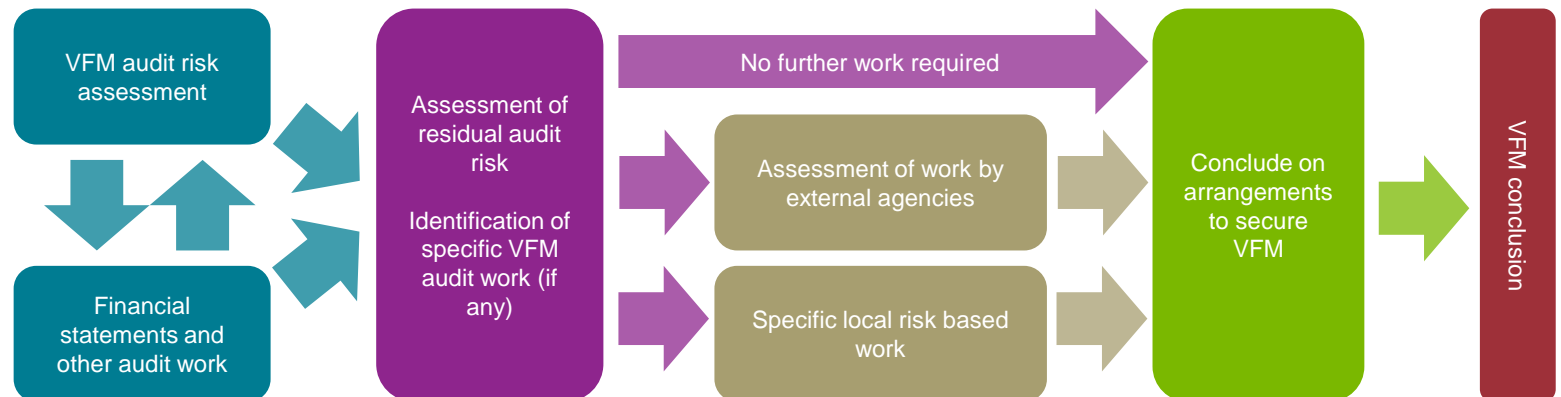 VFM audit risk
assessment
Financial
statements and
other audit work
Assessment of
residual audit
risk
Identification of
specific VFM
audit work (if
any)
No further work required
Assessment of work by
external agencies
Specific local risk based
work
Conclude on
arrangements
to secure
VFM
VFM conclusion